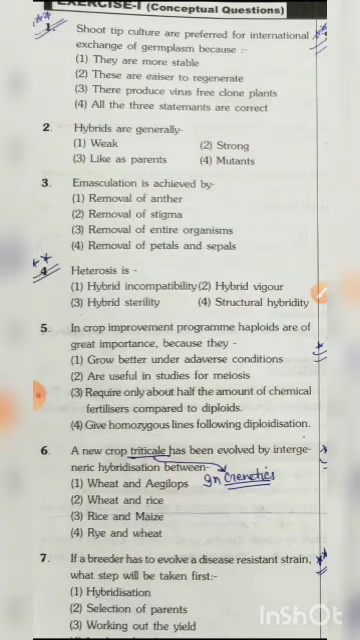 EXERCISE-I (Conceptual Questions)
1. Shoot tip culture are preferred for international
exchange of germplasm because :-
(1) They are more stable
(2) These are eaiser to regenerate
(3) There produce virus free clone plants
(4) All the three statemants are correct
2. Hybrids are generally-
(1) Weak (2) Strong
(3) Like as parents (4) Mutants
3. Emasculation is achieved by-
(1) Removal of anther
(2) Removal of stigma
(3) Removal of entire organisms
(4) Removal of petals and sepals
4. Heterosis is -
(1) Hybrid incompatibility (2) Hybrid vigour
(3) Hybrid sterility (4) Structural hybridity
5. In crop improvement programme haploids are of
great importance, because they -
(1) Grow better under adaverse conditions
(2) Are useful in studies for meiosis
(3) Require only about half the amount of chemical
fertilisers compared to diploids.
(4) Give homozygous lines following diploidisation.
6. A new crop triticale has been evolved by interge-
neric hybridisation between-
(1) Wheat and Aegilops In Genetics
(2) Wheat and rice
(3) Rice and Maize
(4) Rye and wheat
7. If a breeder has to evolve a disease resistant strain,
what step will be taken first:-
(1) Hybridisation
(2) Selection of parents
(3) Working out the yield
InShOt